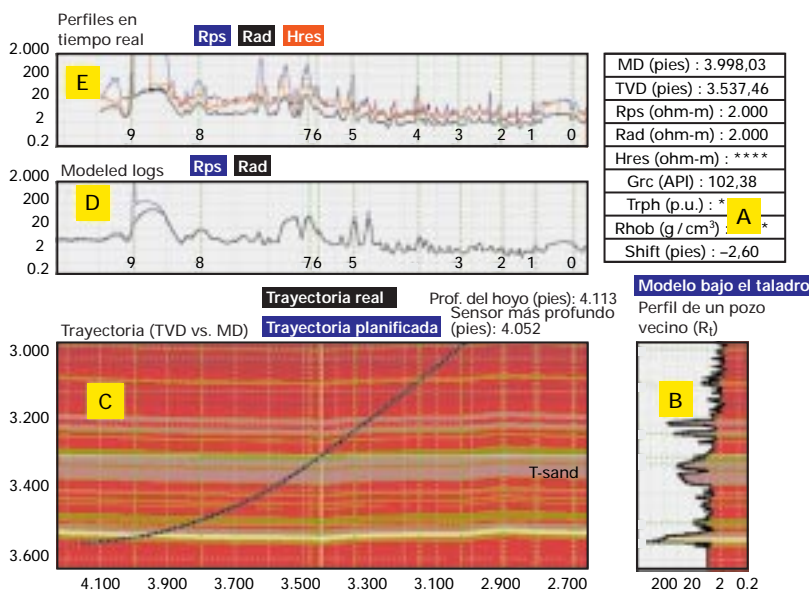 Perfiles en
tiempo real
Rps Rad Hres
2.000
200
20
2
0.2
E
9 8 7 6 5 4 3 2 1 0
Modeled logs Rps Rad
2.000
200
20
2
0.2
D
9 8 7 6 5 3 2 1 0
MD (pies) : 3.998,03
TVD (pies) : 3.537,46
Rps (ohm-m) : 2.000
Rad (ohm-m) : 2.000
Hres (ohm-m) : ****
Grc (API) : 102,38
Trph (p.u.) : *
Rhob (g / cm³) : *
Shift (pies) : –2,60
A
Trayectoria real Prof. del hoyo (pies): 4.113
Trayectoria (TVD vs. MD) Trayectoria planificada Sensor más profundo
(pies): 4.052
3.000
3.200
3.400
3.600
C
T-sand
4.100 3.900 3.700 3.500 3.300 3.100 2.900 2.700
Modelo bajo el taladro
Perfil de un pozo
vecino (Rt)
B
200 20 2 0.2